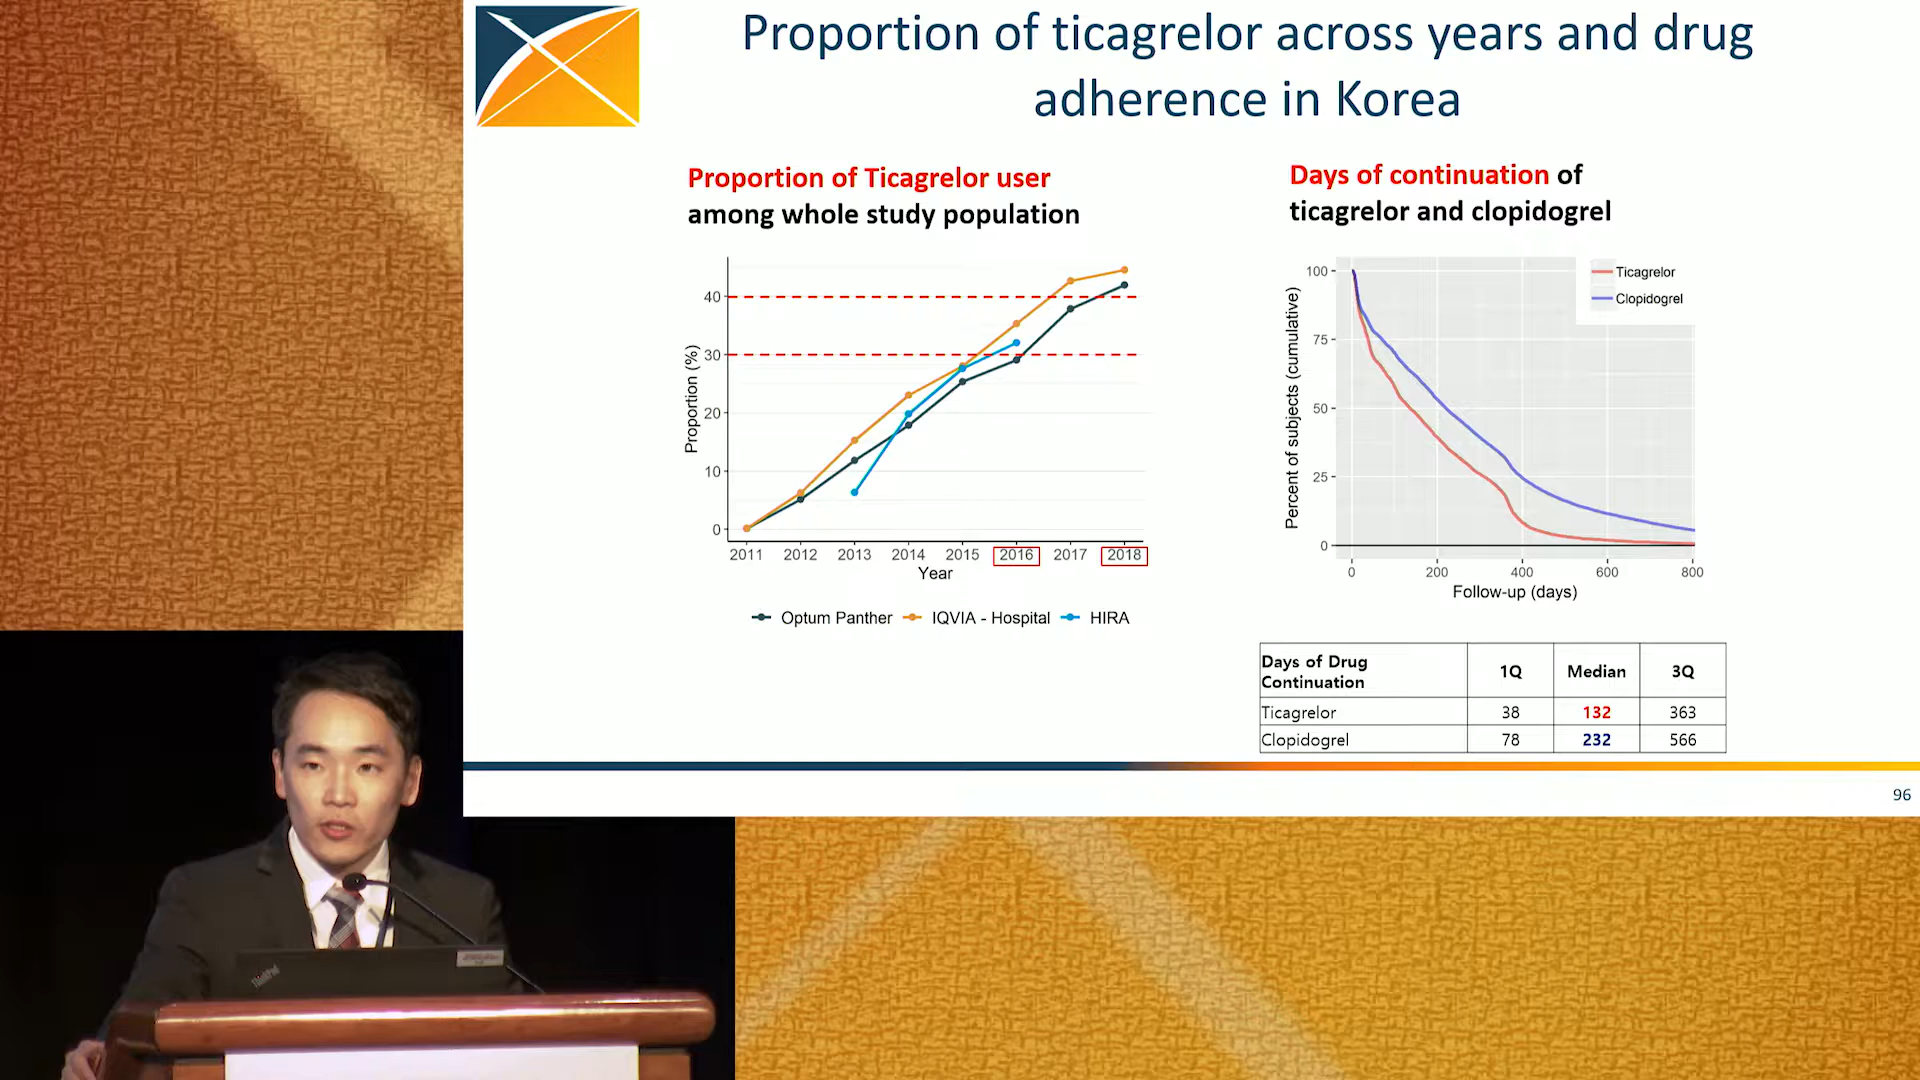 Proportion of ticagrelor across years and drug
adherence in Korea
Proportion of Ticagrelor user
among whole study population
Proportion (%)
40
30
20
10
0
2011 2012 2013 2014 2015 2016 2017 2018
Year
Optum Panther IQVIA - Hospital HIRA
Days of continuation of
ticagrelor and clopidogrel
Ticagrelor
Clopidogrel
Percent of subjects (cumulative)
100
75
50
25
0
0 200 400 600 800
Follow-up (days)
Days of Drug
Continuation
1Q Median 3Q
Ticagrelor 38 132 363
Clopidogrel 78 232 566
96
ThinkPad